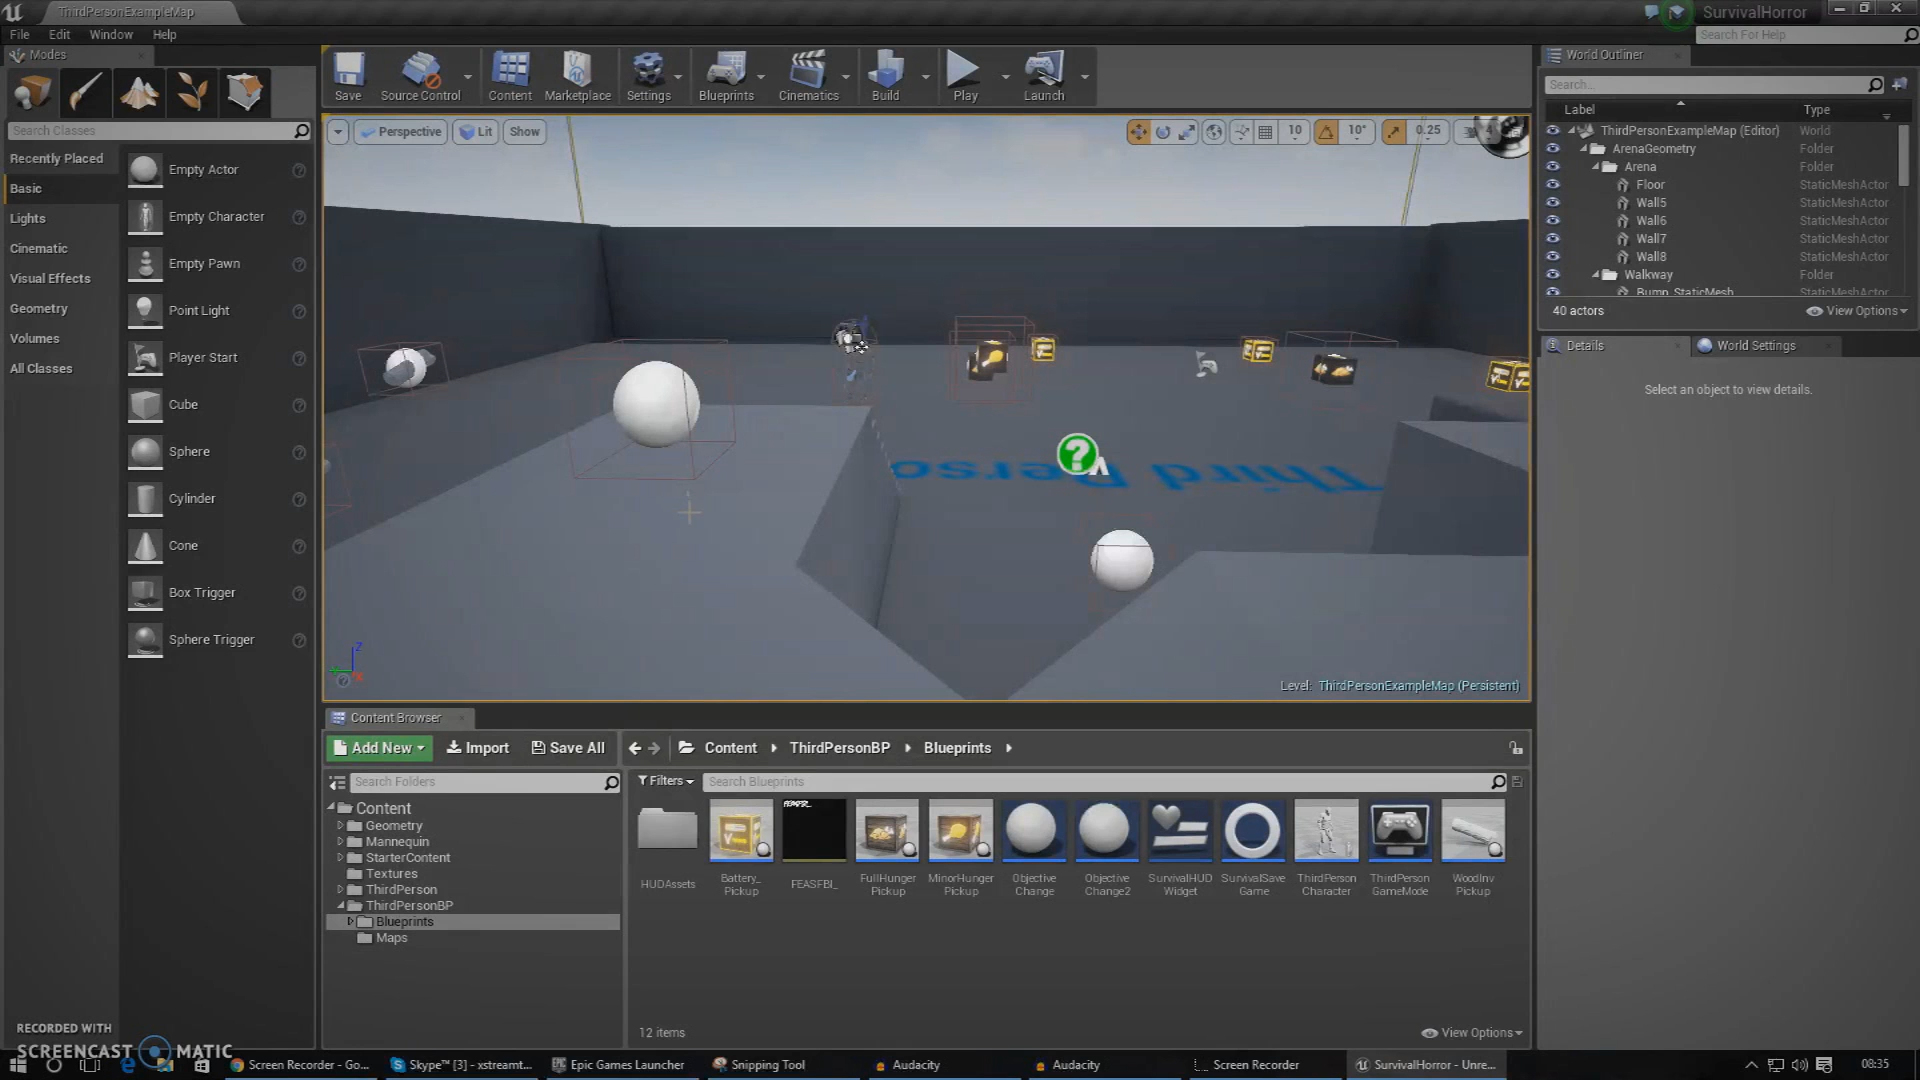 ThirdPersonExampleMap
SurvivalHorror
File Edit Window Help
Search For Help
Modes
Search Classes
Recently Placed
Basic
Lights
Cinematic
Visual Effects
Geometry
Volumes
All Classes
Empty Actor
Empty Character
Empty Pawn
Point Light
Player Start
Cube
Sphere
Cylinder
Cone
Box Trigger
Sphere Trigger
Save
Source Control
Content
Marketplace
Settings
Blueprints
Cinematics
Build
Play
Launch
Perspective Lit Show
10 10° 0.25 4
Third Perso
Level: ThirdPersonExampleMap (Persistent)
World Outliner
Search...
Label Type
ThirdPersonExampleMap (Editor) World
ArenaGeometry Folder
Arena Folder
Floor StaticMeshActor
Wall5 StaticMeshActor
Wall6 StaticMeshActor
Wall7 StaticMeshActor
Wall8 StaticMeshActor
Walkway Folder
Bump_StaticMesh StaticMeshActor
40 actors
View Options
Details
World Settings
Select an object to view details.
Content Browser
Add New Import Save All
Content ThirdPersonBP Blueprints
Search Folders
Filters
Search Blueprints
Content
Geometry
Mannequin
StarterContent
Textures
ThirdPerson
ThirdPersonBP
Blueprints
Maps
HUDAssets
Battery_
Pickup
FEASFBI_
FullHunger
Pickup
MinorHunger
Pickup
Objective
Change
Objective
Change2
SurvivalHUD
Widget
SurvivalSave
Game
ThirdPerson
Character
ThirdPerson
GameMode
WoodInv
Pickup
12 items
View Options
RECORDED WITH
SCREENCAST MATIC
Screen Recorder - Go...
Skype™ [3] - xstreamt...
Epic Games Launcher
Snipping Tool
Audacity
Audacity
Screen Recorder
SurvivalHorror - Unre...
08:35